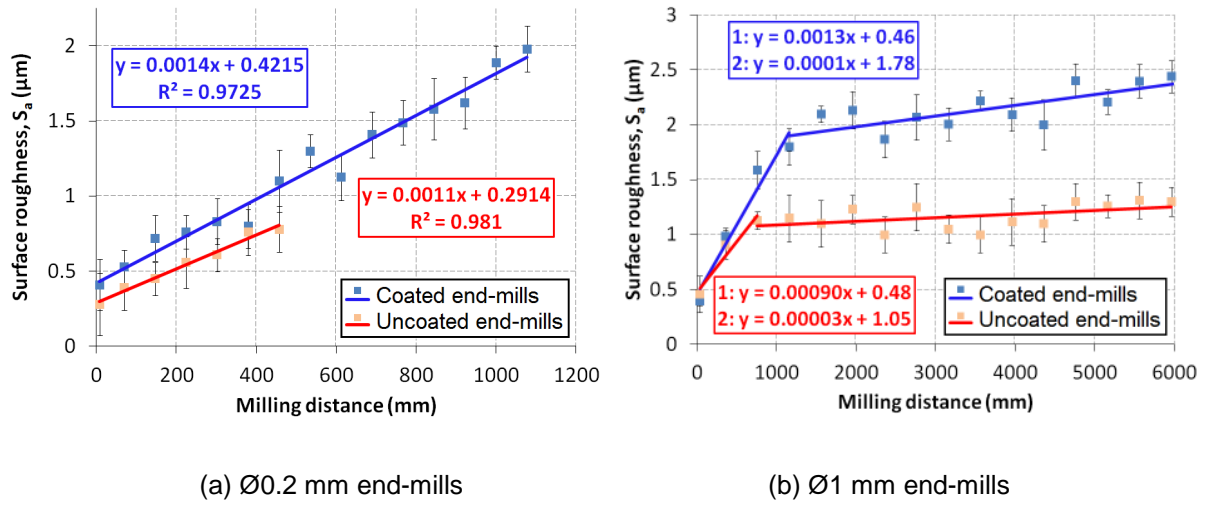 Surface roughness, Sₐ (µm)
2
1.5
1
0.5
0
y = 0.0014x + 0.4215
R² = 0.9725
y = 0.0011x + 0.2914
R² = 0.981
Coated end-mills
Uncoated end-mills
0 200 400 600 800 1000 1200
Milling distance (mm)
(a) Ø0.2 mm end-mills
Surface roughness, Sₐ (µm)
3
2.5
2
1.5
1
0.5
0
1: y = 0.0013x + 0.46
2: y = 0.0001x + 1.78
1: y = 0.00090x + 0.48
2: y = 0.00003x + 1.05
Coated end-mills
Uncoated end-mills
0 1000 2000 3000 4000 5000 6000
Milling distance (mm)
(b) Ø1 mm end-mills